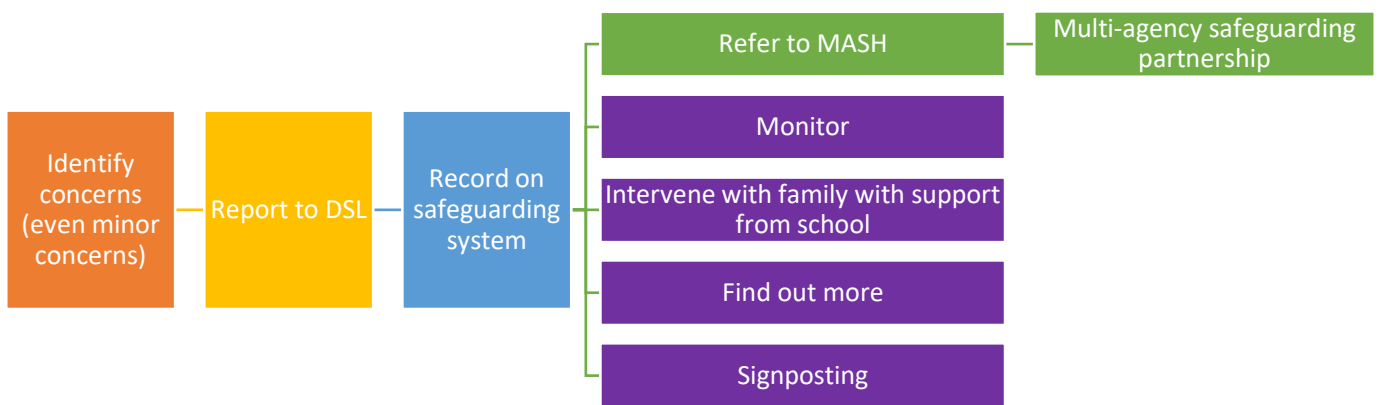 Identify
concerns
(even minor
concerns)
Report to DSL
Record on
safeguarding
system
Refer to MASH
Multi-agency safeguarding
partnership
Monitor
Intervene with family with support
from school
Find out more
Signposting